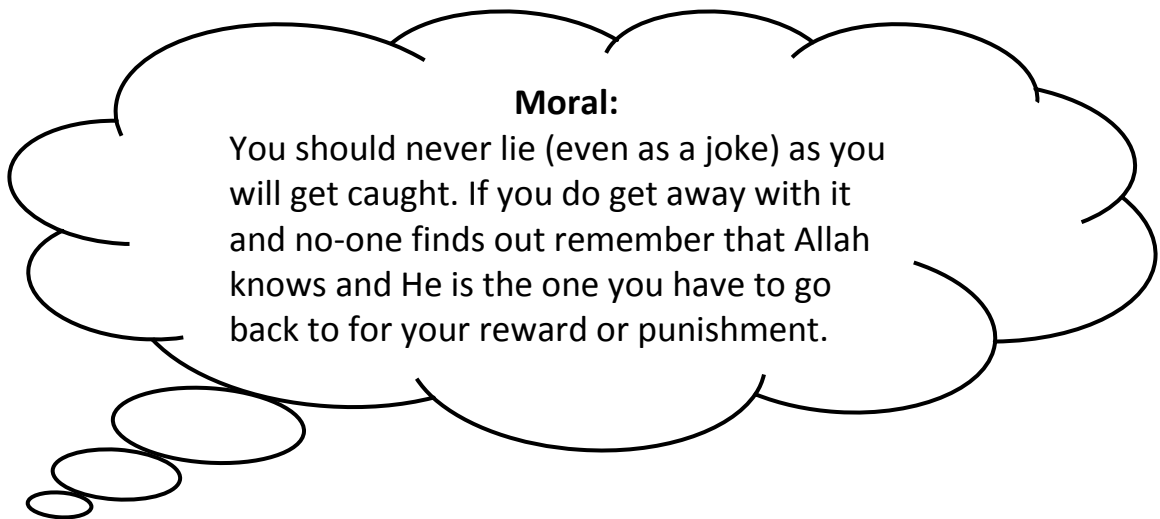 Moral:
You should never lie (even as a joke) as you
will get caught. If you do get away with it
and no-one finds out remember that Allah
knows and He is the one you have to go
back to for your reward or punishment.